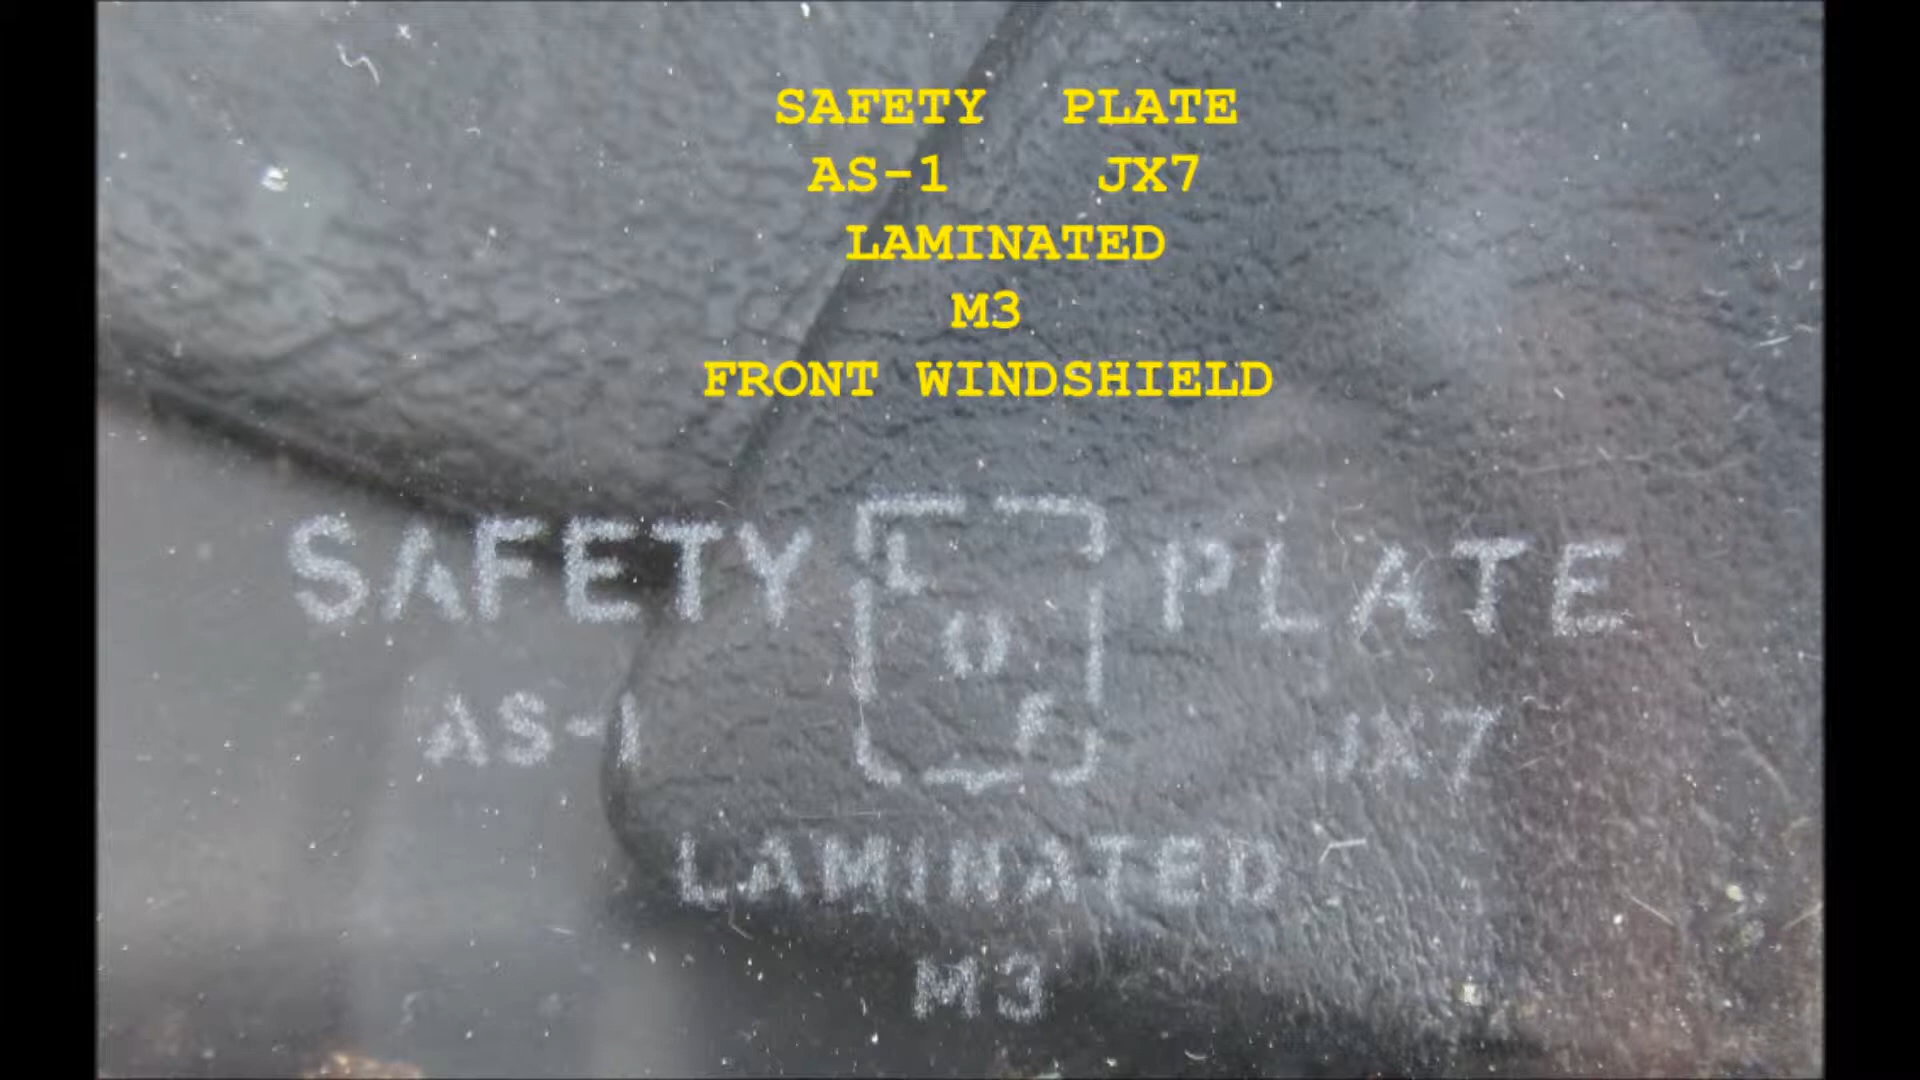 SAFETY PLATE
AS-1 JX7
LAMINATED
M3
FRONT WINDSHIELD
SAFETY L PLATE
O
F
AS-1 JX7
LAMINATED
M3